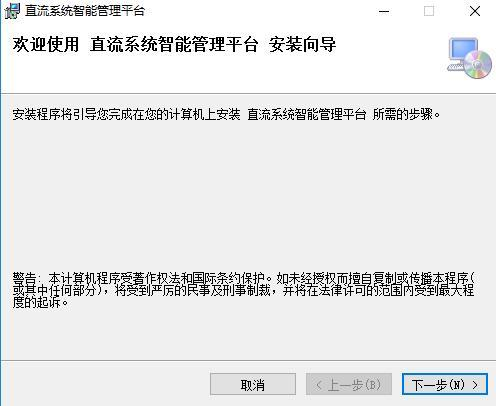 直流系统智能管理平台
欢迎使用 直流系统智能管理平台 安装向导
安装程序将引导您完成在您的计算机上安装 直流系统智能管理平台 所需的步骤。
警告: 本计算机程序受著作权法和国际条约保护。如未经授权而擅自复制或传播本程序(
或其中任何部分)，将受到严厉的民事及刑事制裁，并将在法律许可的范围内受到最大程
度的起诉。
取消
< 上一步(B)
下一步(N) >